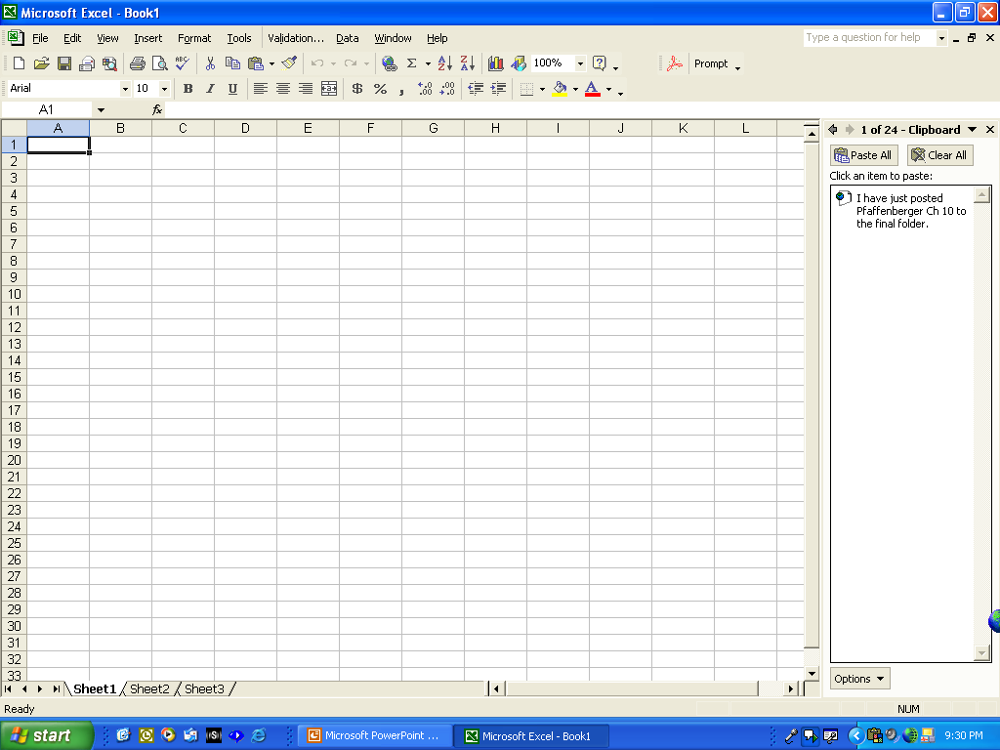 Microsoft Excel - Book1
File Edit View Insert Format Tools Validation... Data Window Help Type a question for help
100% Prompt
Arial 10 B I U $ % ,
A1 fx
A B C D E F G H I J K L
1 of 24 - Clipboard
1
Paste All Clear All
2
Click an item to paste:
3
4
I have just posted
Pfaffenberger Ch 10 to
the final folder.
5
6
7
8
9
10
11
12
13
14
15
16
17
18
19
20
21
22
23
24
25
26
27
28
29
30
31
32
33
Options
Sheet1 Sheet2 Sheet3
Ready NUM
start Microsoft PowerPoint ... Microsoft Excel - Book1 9:30 PM